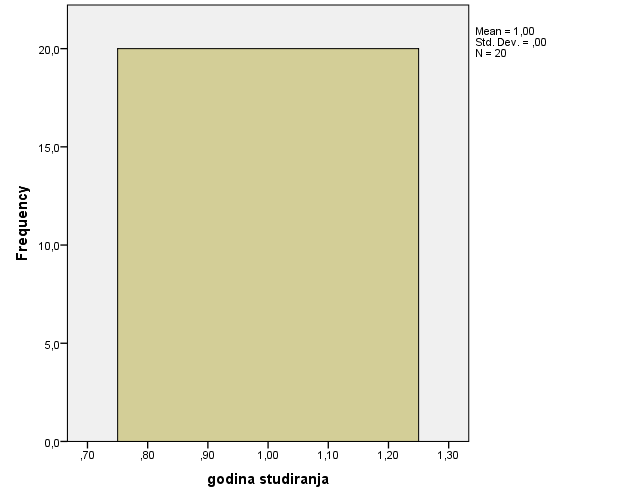 Mean = 1,00
Std. Dev. = ,00
N = 20
20,0
15,0
10,0
5,0
0,0
Frequency
,70 ,80 ,90 1,00 1,10 1,20 1,30
godina studiranja